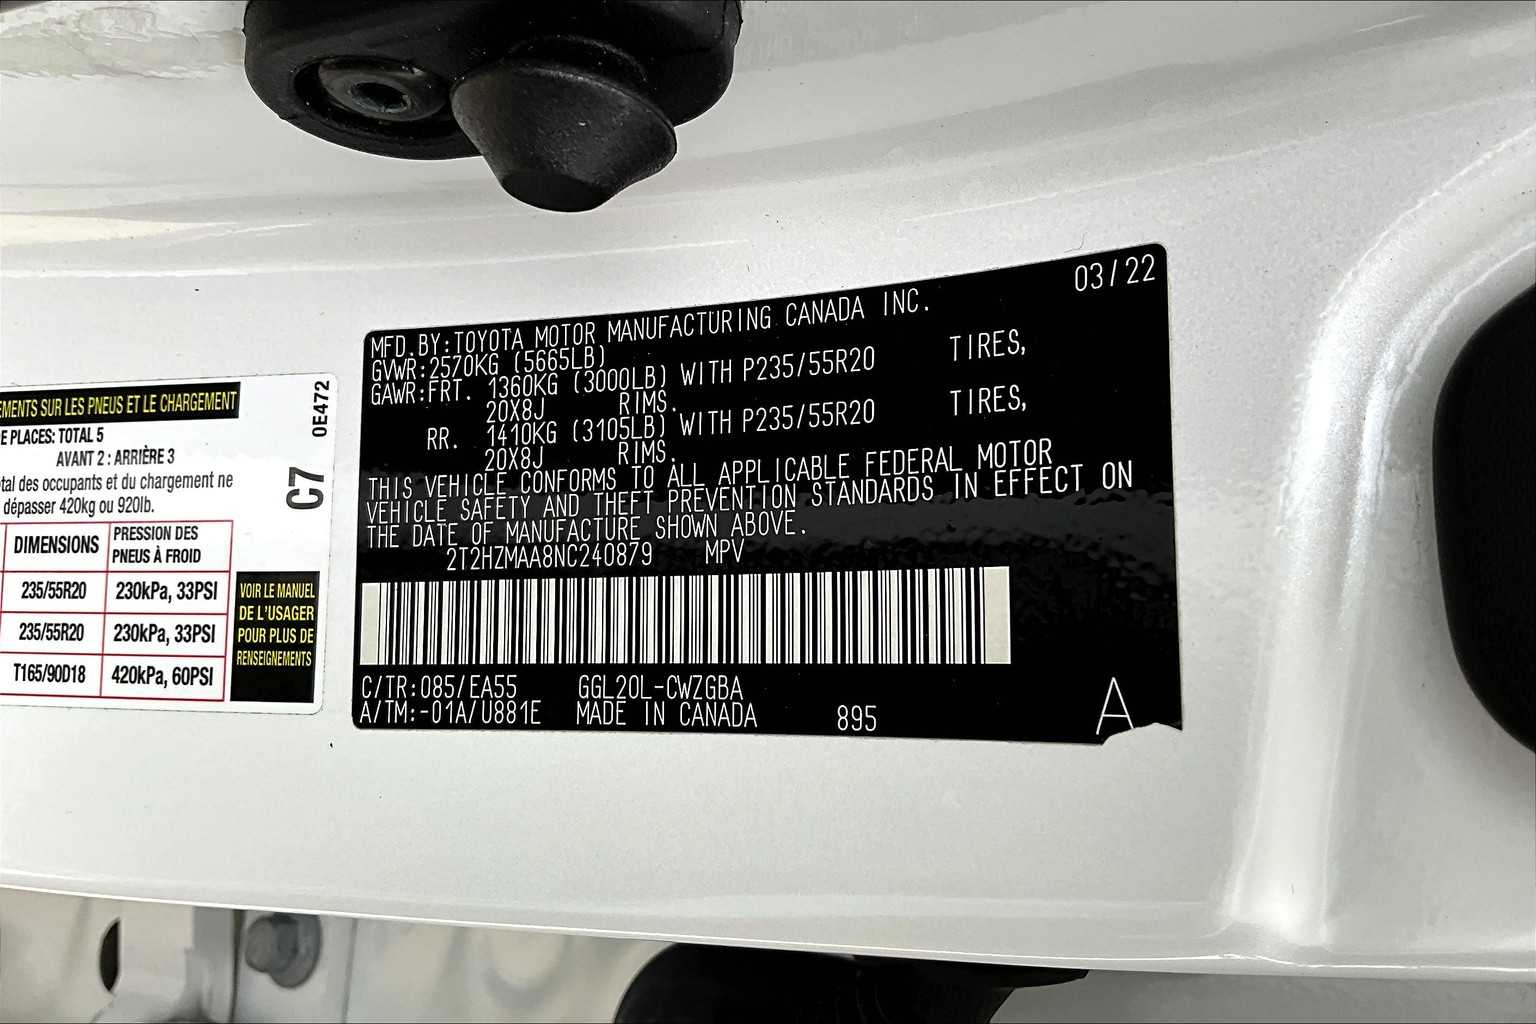 EMENTS SUR LES PNEUS ET LE CHARGEMENT
0E472
E PLACES: TOTAL 5
AVANT 2 : ARRIÈRE 3
tal des occupants et du chargement ne
dépasser 420kg ou 920lb.
C7
DIMENSIONS PRESSION DES PNEUS À FROID
235/55R20 230kPa, 33PSI
235/55R20 230kPa, 33PSI
T165/90D18 420kPa, 60PSI
VOIR LE MANUEL
DE L'USAGER
POUR PLUS DE
RENSEIGNEMENTS
03/22
MFD.BY:TOYOTA MOTOR MANUFACTURING CANADA INC.
GVWR:2570KG (5665LB)
GAWR:FRT. 1360KG (3000LB) WITH P235/55R20 TIRES,
20X8J RIMS.
RR. 1410KG (3105LB) WITH P235/55R20 TIRES,
20X8J RIMS.
THIS VEHICLE CONFORMS TO ALL APPLICABLE FEDERAL MOTOR
VEHICLE SAFETY AND THEFT PREVENTION STANDARDS IN EFFECT ON
THE DATE OF MANUFACTURE SHOWN ABOVE.
2T2HZMAA8NC240879 MPV
C/TR:085/EA55 GGL20L-CWZGBA
A/TM:-01A/U881E MADE IN CANADA 895 A